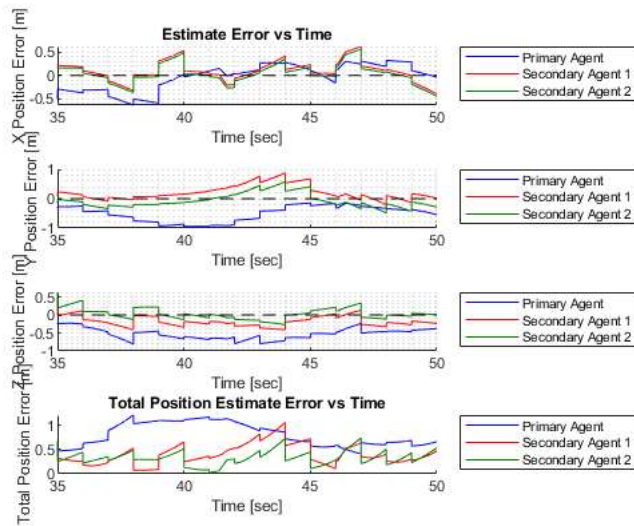 Estimate Error vs Time
X Position Error [m]
0.5
0
-0.5
35
40
45
50
Time [sec]
Primary Agent
Secondary Agent 1
Secondary Agent 2
Y Position Error [m]
1
0
-1
35
40
45
50
Time [sec]
Primary Agent
Secondary Agent 1
Secondary Agent 2
Z Position Error [m]
0.5
0
-0.5
-1
35
40
45
50
Time [sec]
Primary Agent
Secondary Agent 1
Secondary Agent 2
Total Position Estimate Error vs Time
Total Position Error [m]
1
0.5
0
35
40
45
50
Time [sec]
Primary Agent
Secondary Agent 1
Secondary Agent 2